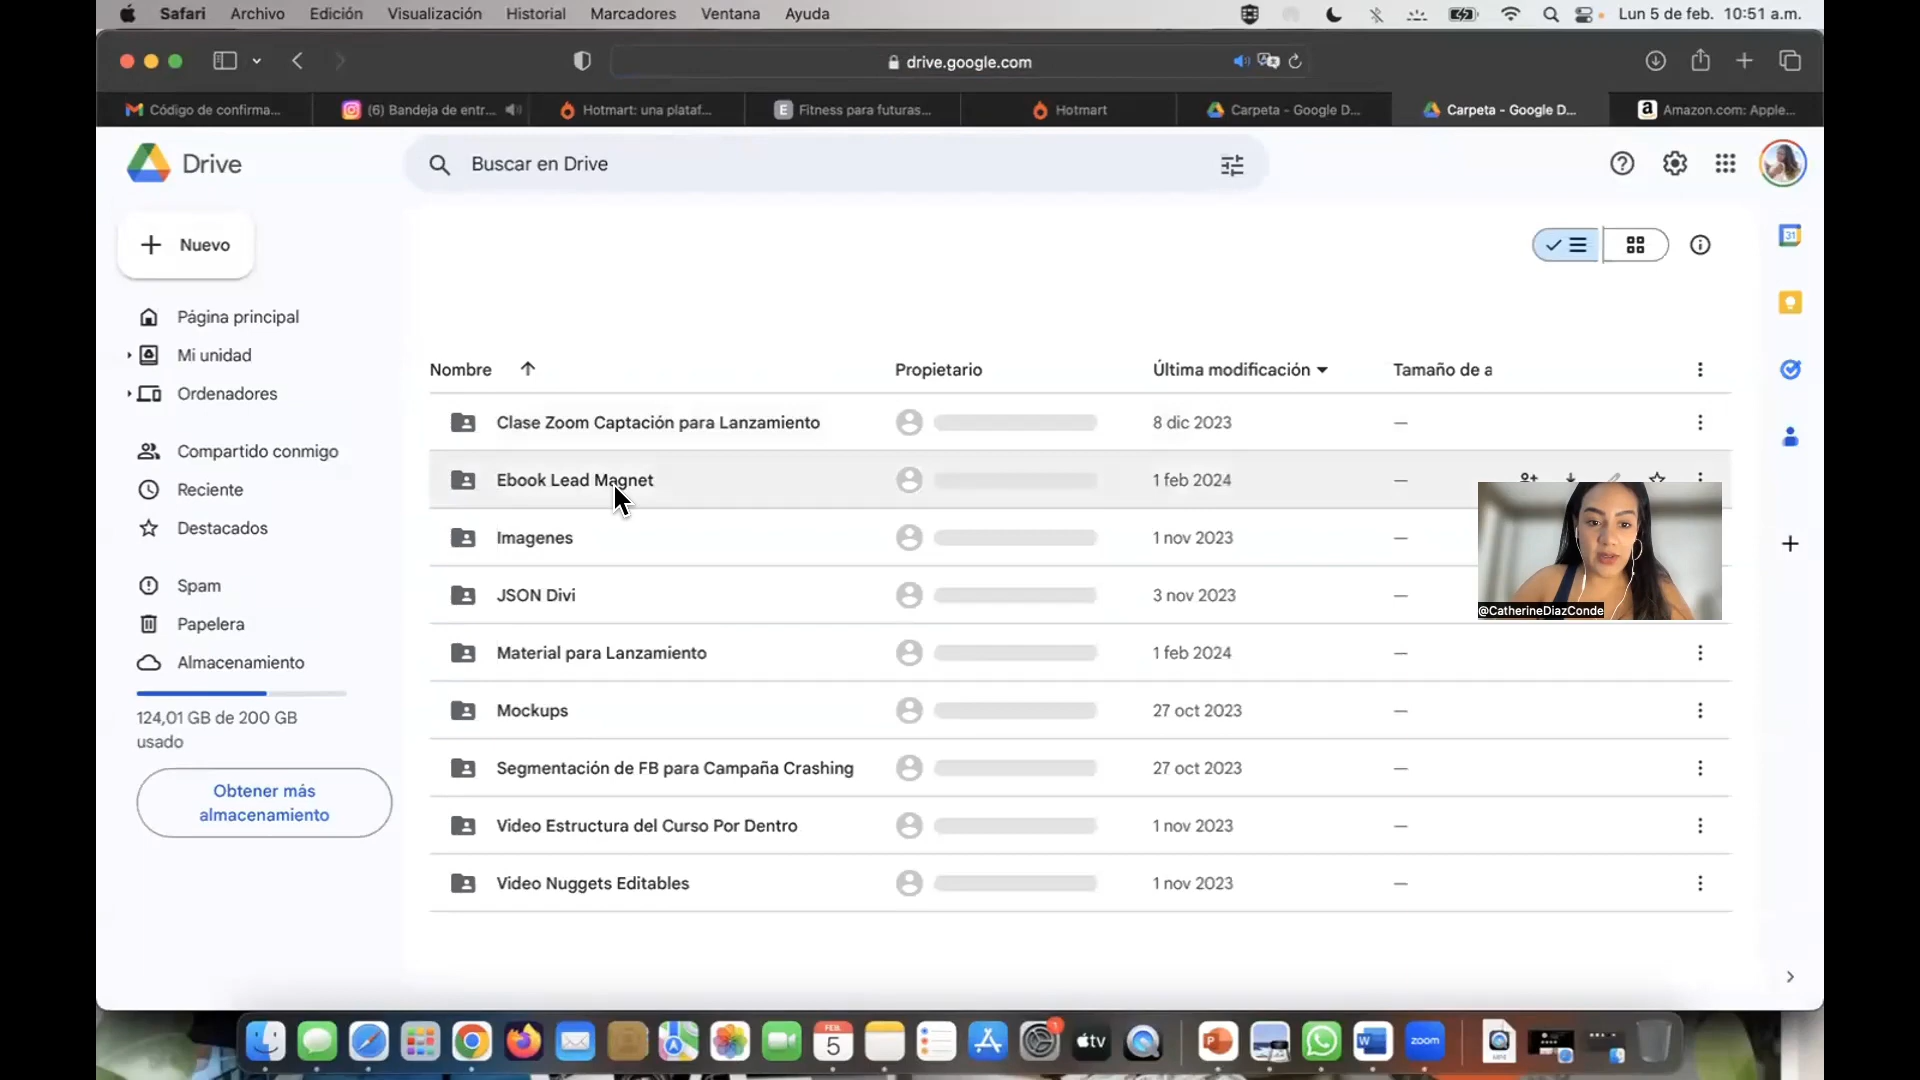 Safari Archivo Edición Visualización Historial Marcadores Ventana Ayuda
Lun 5 de feb. 10:51 a.m.
drive.google.com
Código de confirma...
(6) Bandeja de entr...
Hotmart: una plataf...
Fitness para futuras...
Hotmart
Carpeta - Google D...
Carpeta - Google D...
Amazon.com: Apple...
Drive
Buscar en Drive
Nuevo
Página principal
Mi unidad
Ordenadores
Compartido conmigo
Reciente
Destacados
Spam
Papelera
Almacenamiento
124,01 GB de 200 GB
usado
Obtener más
almacenamiento
Nombre Propietario Última modificación Tamaño de a
Clase Zoom Captación para Lanzamiento 8 dic 2023 —
Ebook Lead Magnet 1 feb 2024 —
Imagenes 1 nov 2023 —
JSON Divi 3 nov 2023 —
Material para Lanzamiento 1 feb 2024 —
Mockups 27 oct 2023 —
Segmentación de FB para Campaña Crashing 27 oct 2023 —
Video Estructura del Curso Por Dentro 1 nov 2023 —
Video Nuggets Editables 1 nov 2023 —
@CatherineDiazConde
31
FEB.
5
1
tv
zoom